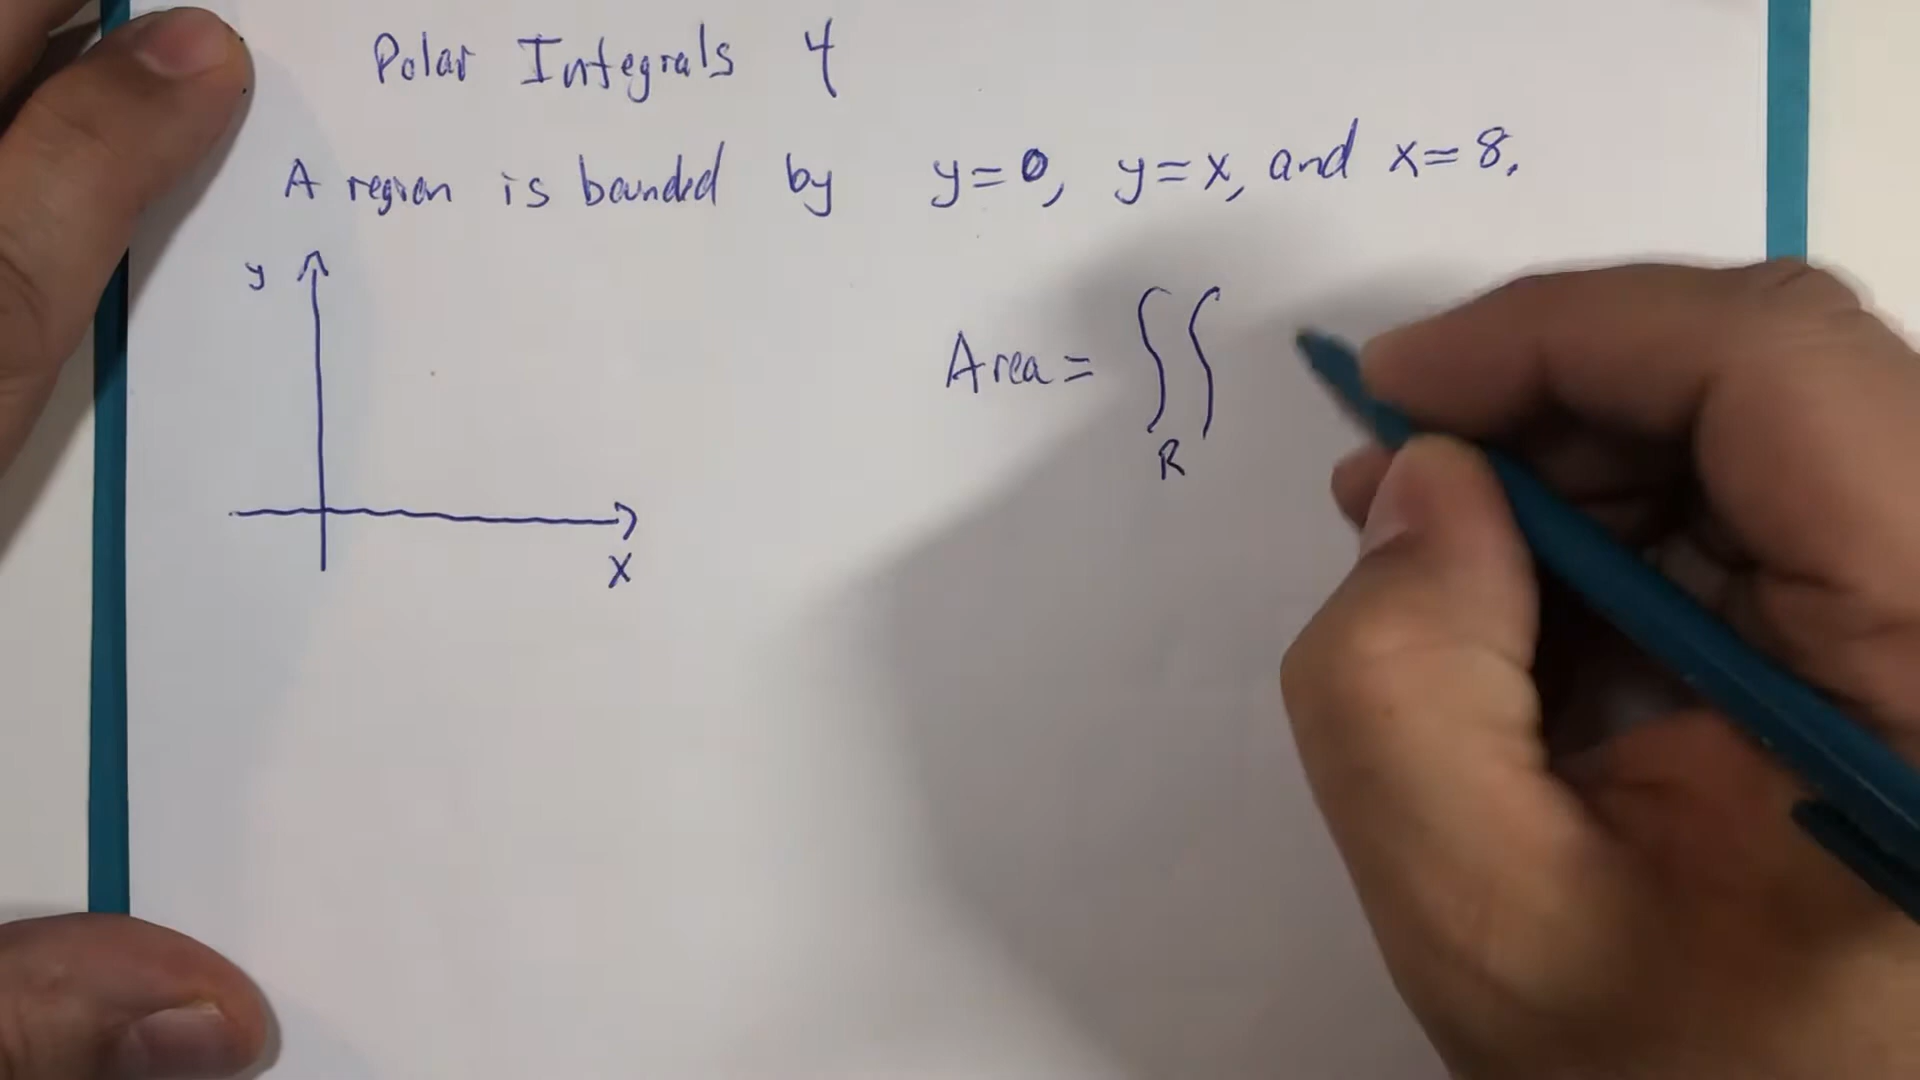 Polar Integrals 4
A region is bounded by y=0, y=x, and x=8.
y
Area = ∬
R
x